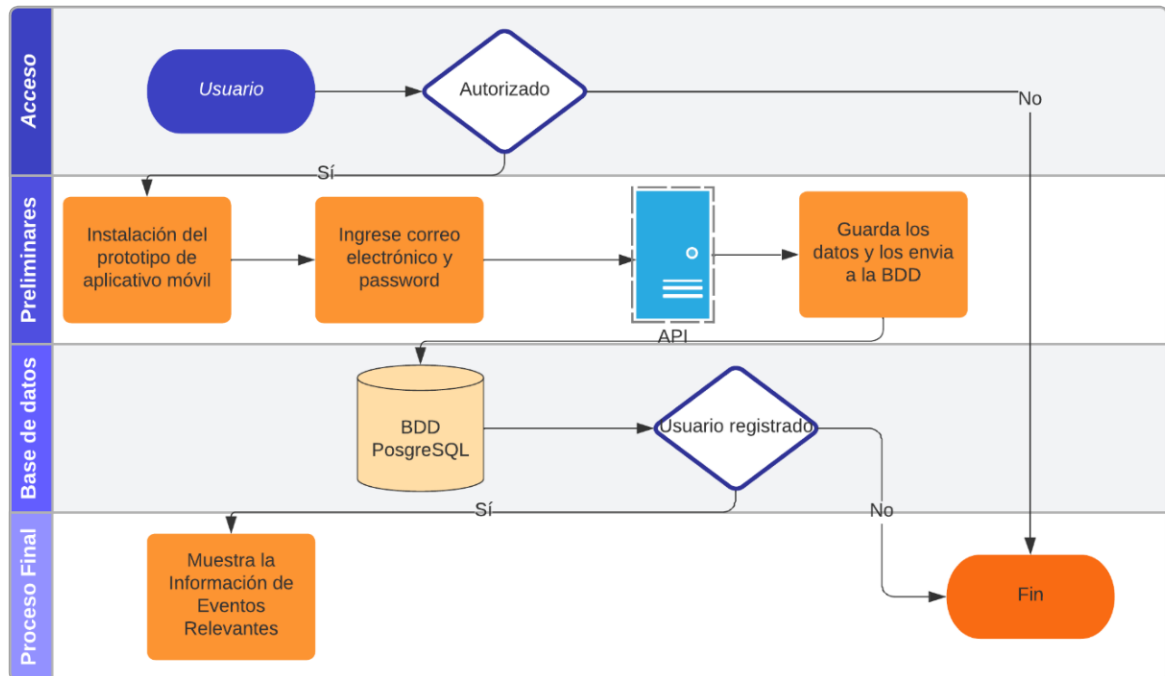 Acceso
Usuario
Autorizado
No
Sí
Preliminares
Instalación del
prototipo de
aplicativo móvil
Ingrese correo
electrónico y
password
API
Guarda los
datos y los envia
a la BDD
Base de datos
BDD
PosgreSQL
Usuario registrado
Sí
No
Proceso Final
Muestra la
Información de
Eventos
Relevantes
Fin